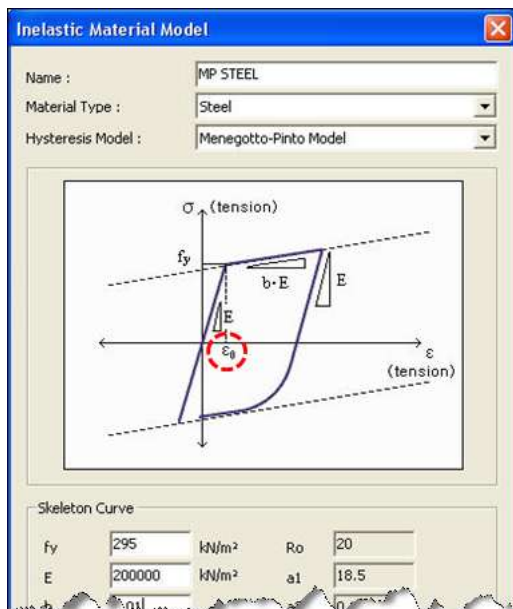 Inelastic Material Model
Name : MP STEEL
Material Type : Steel
Hysteresis Model : Menegotto-Pinto Model
σ (tension)
fy
b·E
E
E
ε₀
ε
(tension)
Skeleton Curve
fy 295 kN/m² Ro 20
E 200000 kN/m² a1 18.5